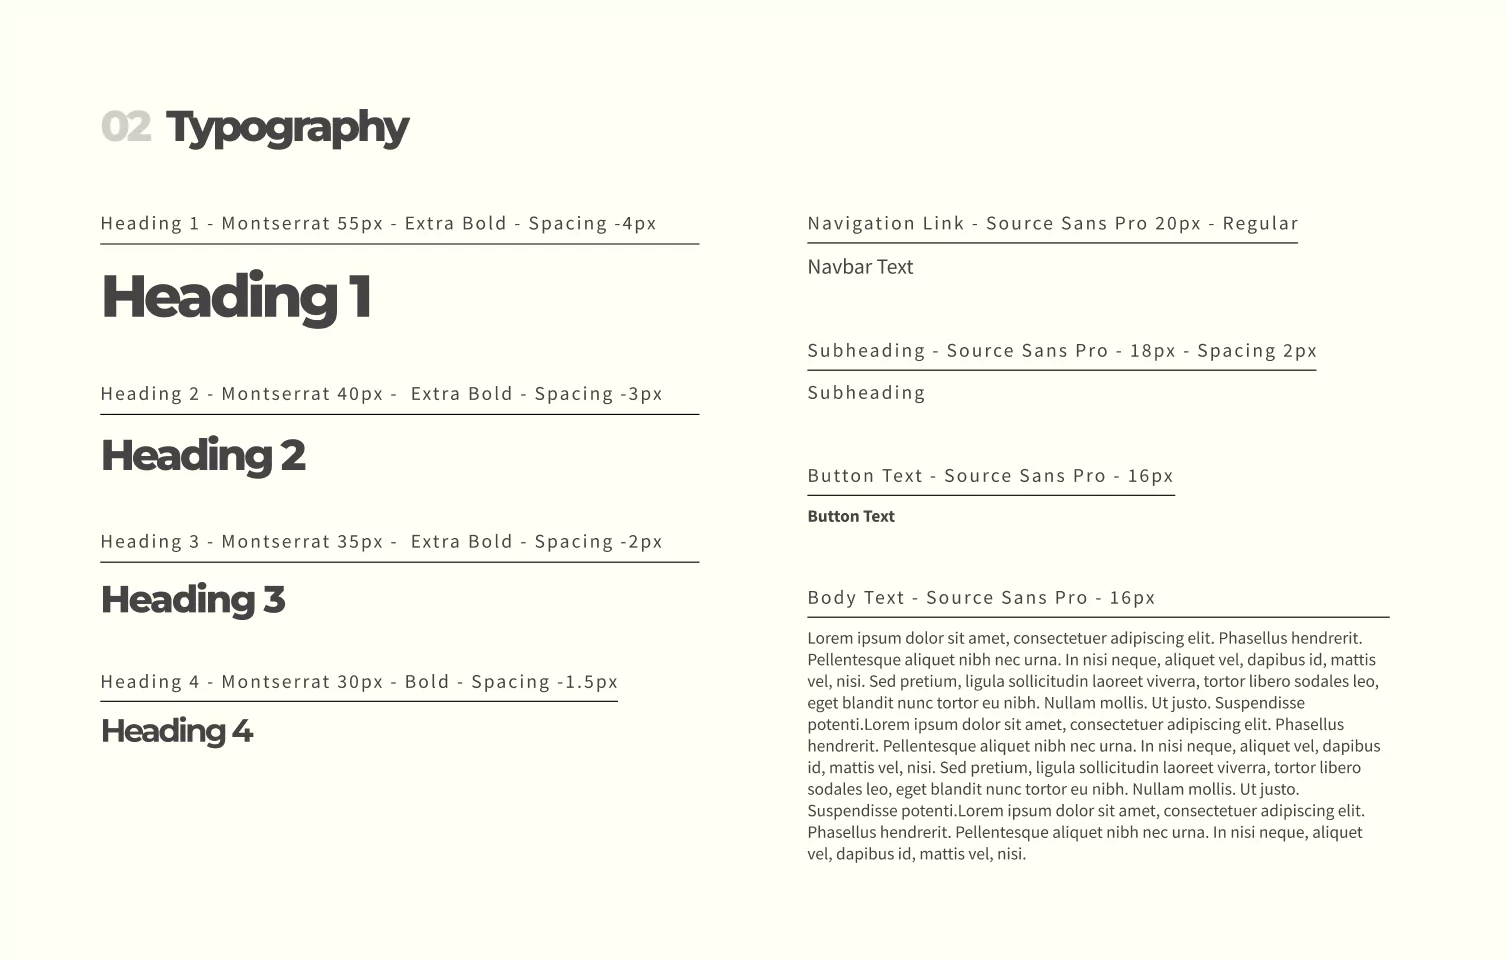 02 Typography
Heading 1 - Montserrat 55px - Extra Bold - Spacing -4px
Heading 1
Heading 2 - Montserrat 40px -  Extra Bold - Spacing -3px
Heading 2
Heading 3 - Montserrat 35px -  Extra Bold - Spacing -2px
Heading 3
Heading 4 - Montserrat 30px - Bold - Spacing -1.5px
Heading 4
Navigation Link - Source Sans Pro 20px - Regular
Navbar Text
Subheading - Source Sans Pro - 18px - Spacing 2px
Subheading
Button Text - Source Sans Pro - 16px
Button Text
Body Text - Source Sans Pro - 16px
Lorem ipsum dolor sit amet, consectetuer adipiscing elit. Phasellus hendrerit.
Pellentesque aliquet nibh nec urna. In nisi neque, aliquet vel, dapibus id, mattis
vel, nisi. Sed pretium, ligula sollicitudin laoreet viverra, tortor libero sodales leo,
eget blandit nunc tortor eu nibh. Nullam mollis. Ut justo. Suspendisse
potenti.Lorem ipsum dolor sit amet, consectetuer adipiscing elit. Phasellus
hendrerit. Pellentesque aliquet nibh nec urna. In nisi neque, aliquet vel, dapibus
id, mattis vel, nisi. Sed pretium, ligula sollicitudin laoreet viverra, tortor libero
sodales leo, eget blandit nunc tortor eu nibh. Nullam mollis. Ut justo.
Suspendisse potenti.Lorem ipsum dolor sit amet, consectetuer adipiscing elit.
Phasellus hendrerit. Pellentesque aliquet nibh nec urna. In nisi neque, aliquet
vel, dapibus id, mattis vel, nisi.